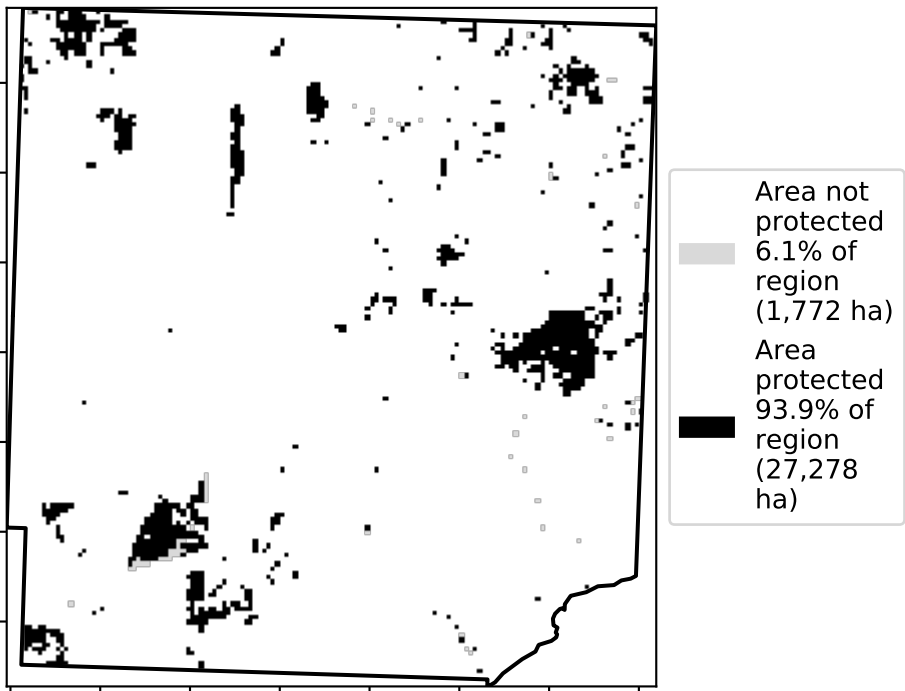 Area not
protected
6.1% of
region
(1,772 ha)
Area
protected
93.9% of
region
(27,278
ha)